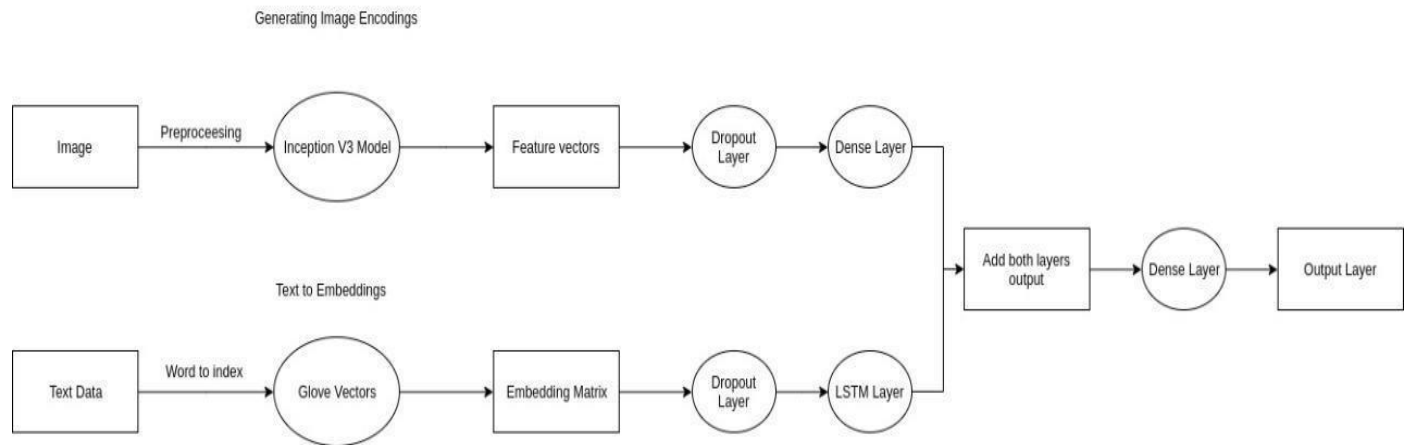 Generating Image Encodings
Image
Preproceesing
Inception V3 Model
Feature vectors
Dropout
Layer
Dense Layer
Add both layers
output
Dense Layer
Output Layer
Text to Embeddings
Text Data
Word to index
Glove Vectors
Embedding Matrix
Dropout
Layer
LSTM Layer